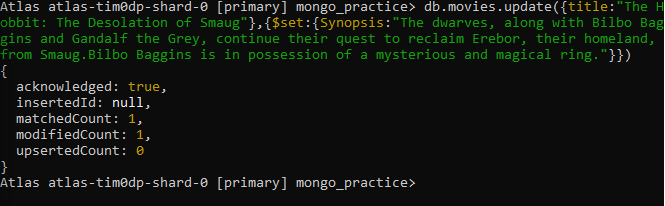 Atlas atlas-tim0dp-shard-0 [primary] mongo_practice> db.movies.update({title:"The H
obbit: The Desolation of Smaug"},{$set:{Synopsis:"The dwarves, along with Bilbo Bag
gins and Gandalf the Grey, continue their quest to reclaim Erebor, their homeland,
from Smaug.Bilbo Baggins is in possession of a mysterious and magical ring."}})
{
  acknowledged: true,
  insertedId: null,
  matchedCount: 1,
  modifiedCount: 1,
  upsertedCount: 0
}
Atlas atlas-tim0dp-shard-0 [primary] mongo_practice>